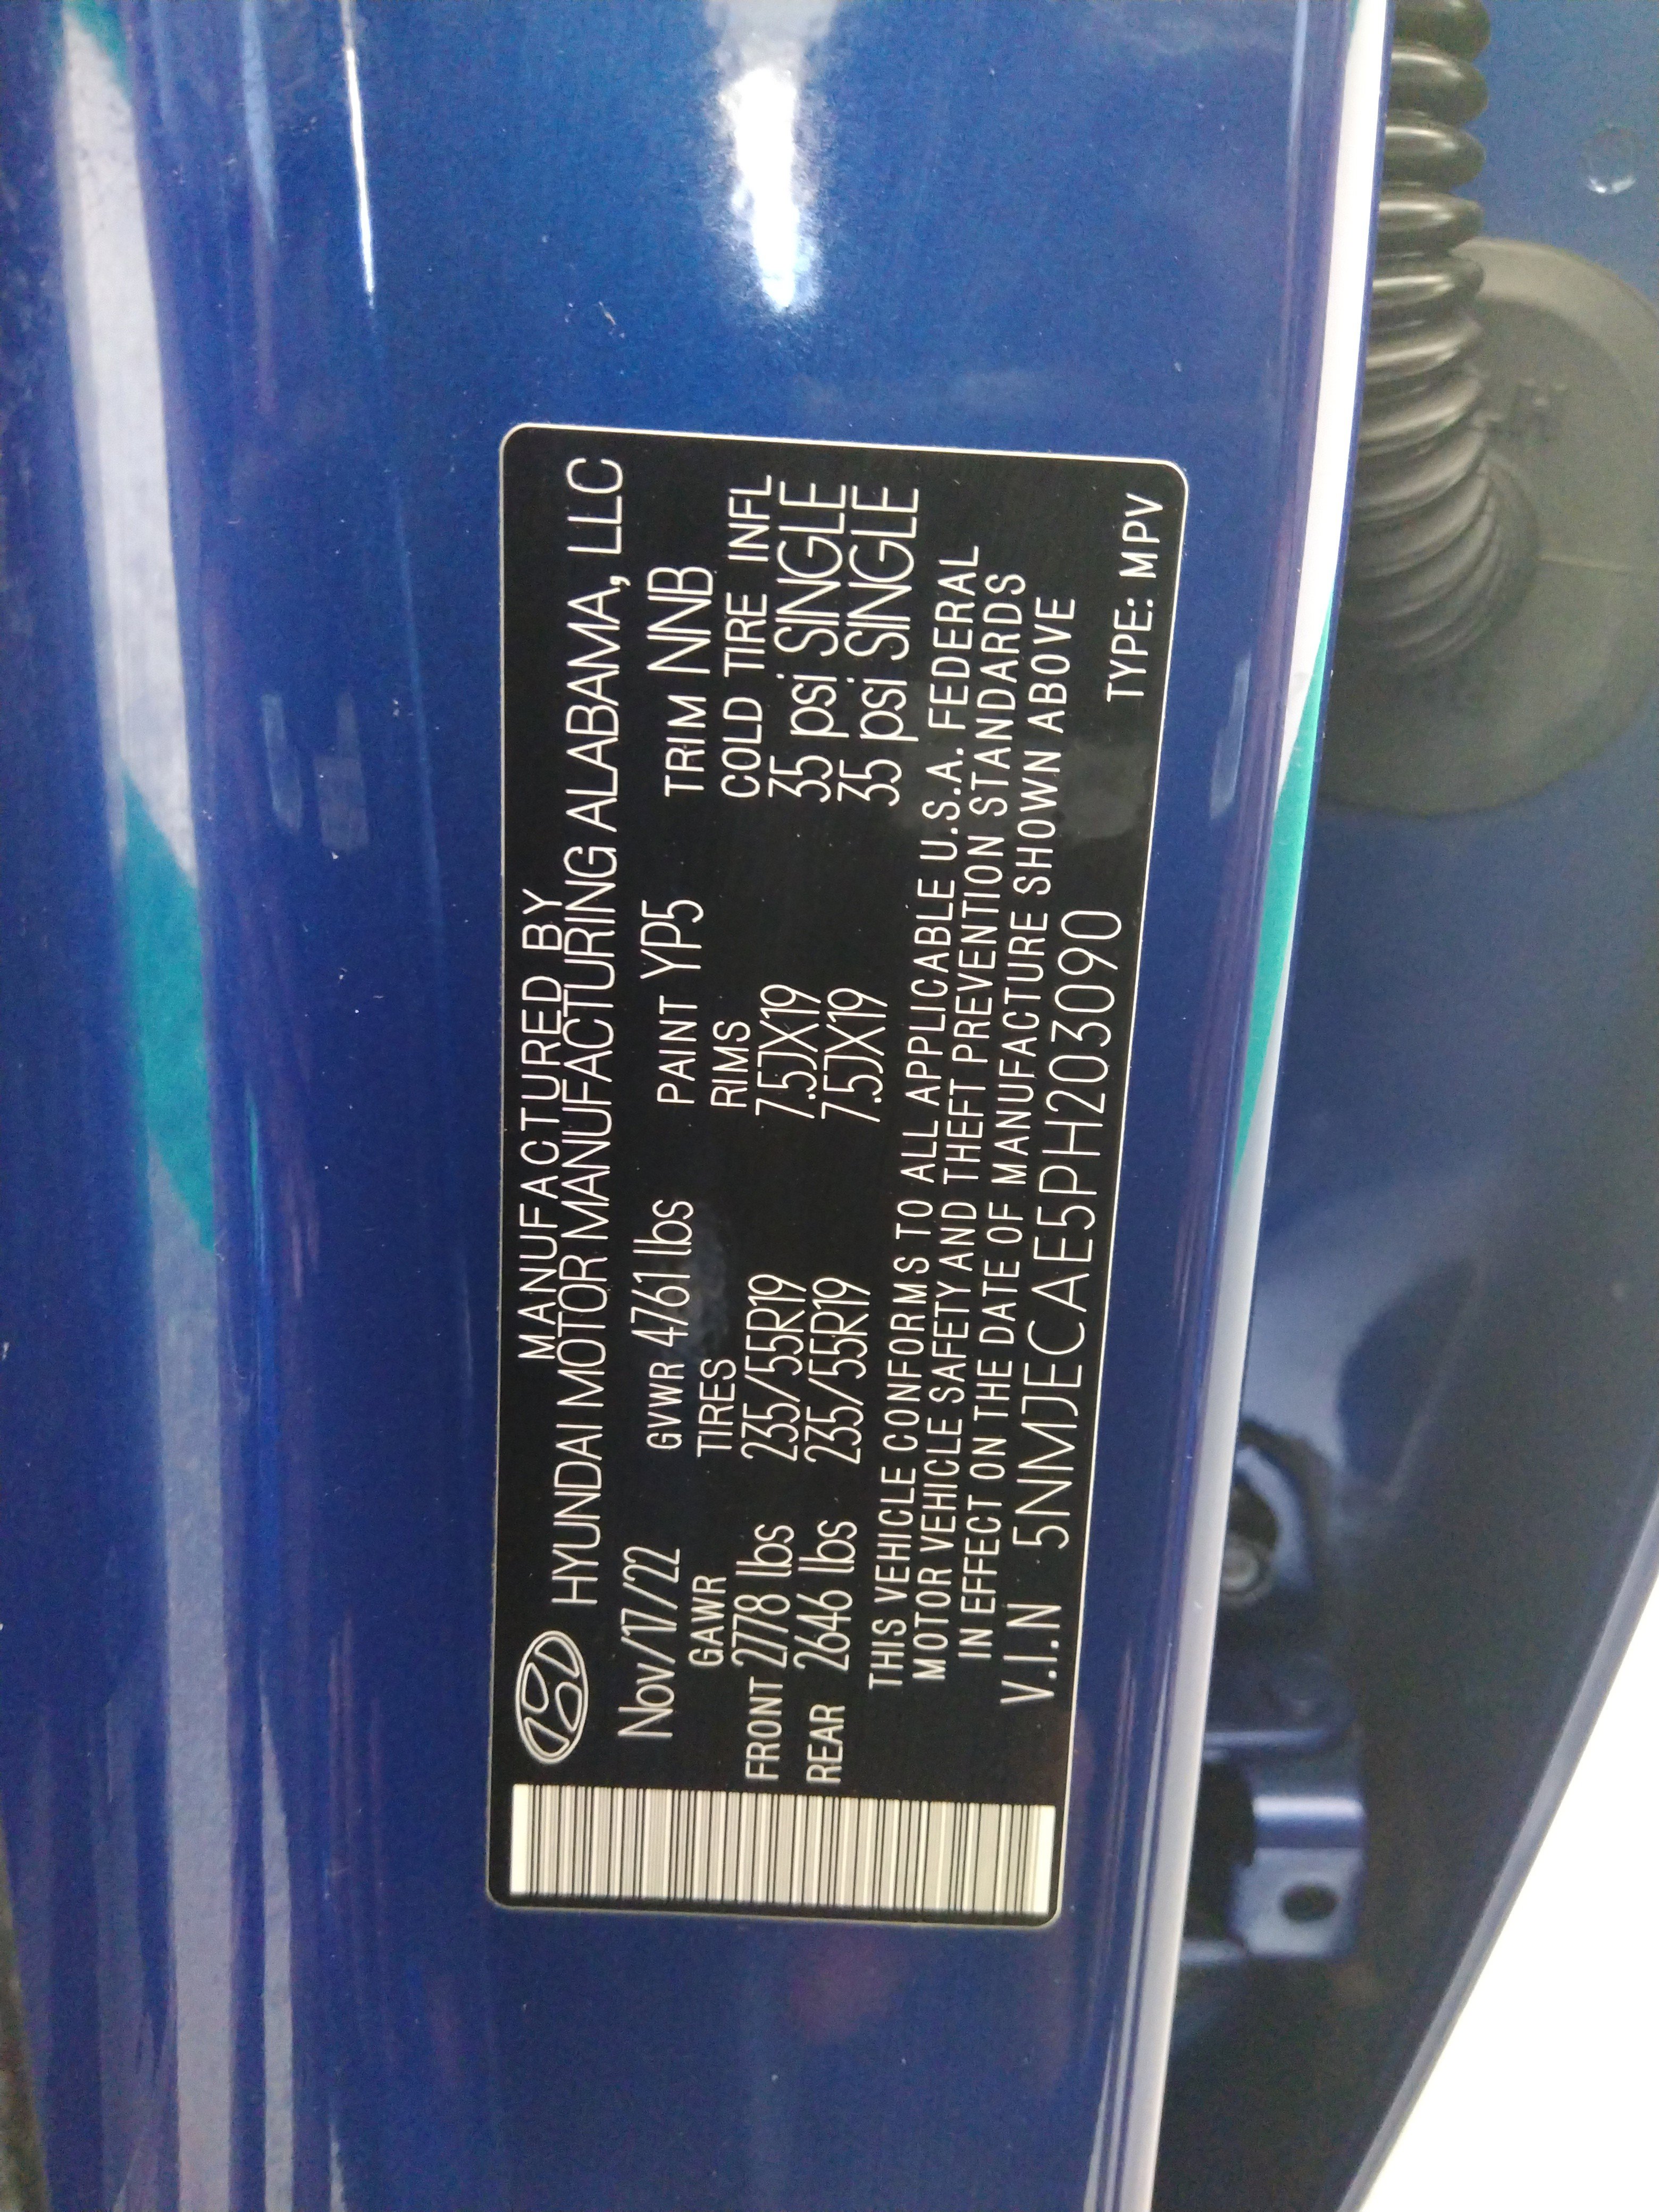 MANUFACTURED BY
HYUNDAI MOTOR MANUFACTURING ALABAMA, LLC
Nov/17/22 GVWR 4761 lbs PAINT YP5 TRIM NNB
GAWR TIRES RIMS COLD TIRE INFL
FRONT 2778 lbs 235/55R19 7.5JX19 35 psi SINGLE
REAR 2646 lbs 235/55R19 7.5JX19 35 psi SINGLE
THIS VEHICLE CONFORMS TO ALL APPLICABLE U.S.A. FEDERAL
MOTOR VEHICLE SAFETY AND THEFT PREVENTION STANDARDS
IN EFFECT ON THE DATE OF MANUFACTURE SHOWN ABOVE
V.I.N 5NMJECAE5PH203090 TYPE: MPV